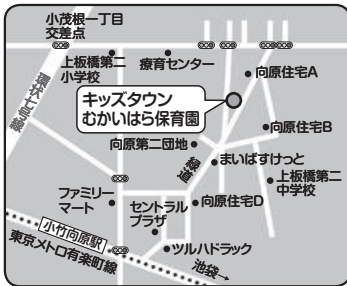 小茂根一丁目
交差点
上板橋第二
小学校
療育センター
向原住宅A
環状七号線
キッズタウン
むかいはら保育園
向原住宅B
向原第二団地
緑道
まいばすけっと
上板橋第二
中学校
ファミリー
マート
セントラル
プラザ
向原住宅D
小竹向原駅
東京メトロ有楽町線
ツルハドラック
池袋→